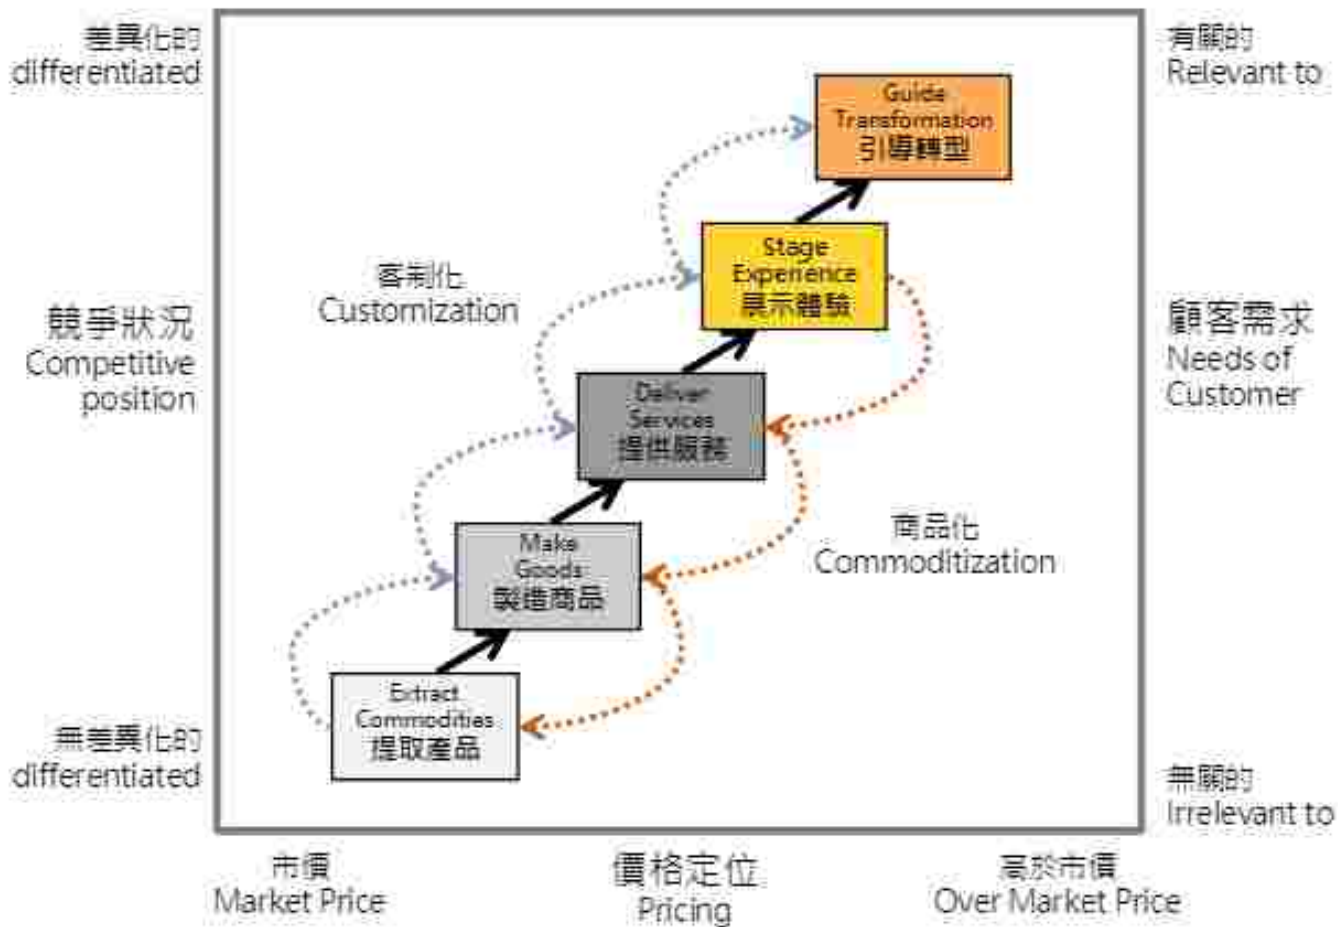 差異化的
differentiated
有關的
Relevant to
Guide
Transformation
引導轉型
Stage
Experience
展示體驗
客制化
Customization
競爭狀況
Competitive
position
顧客需求
Needs of
Customer
Deliver
Services
提供服務
商品化
Commoditization
Make
Goods
製造商品
Extract
Commodities
提取產品
無差異化的
differentiated
無關的
Irrelevant to
市價
Market Price
價格定位
Pricing
高於市價
Over Market Price